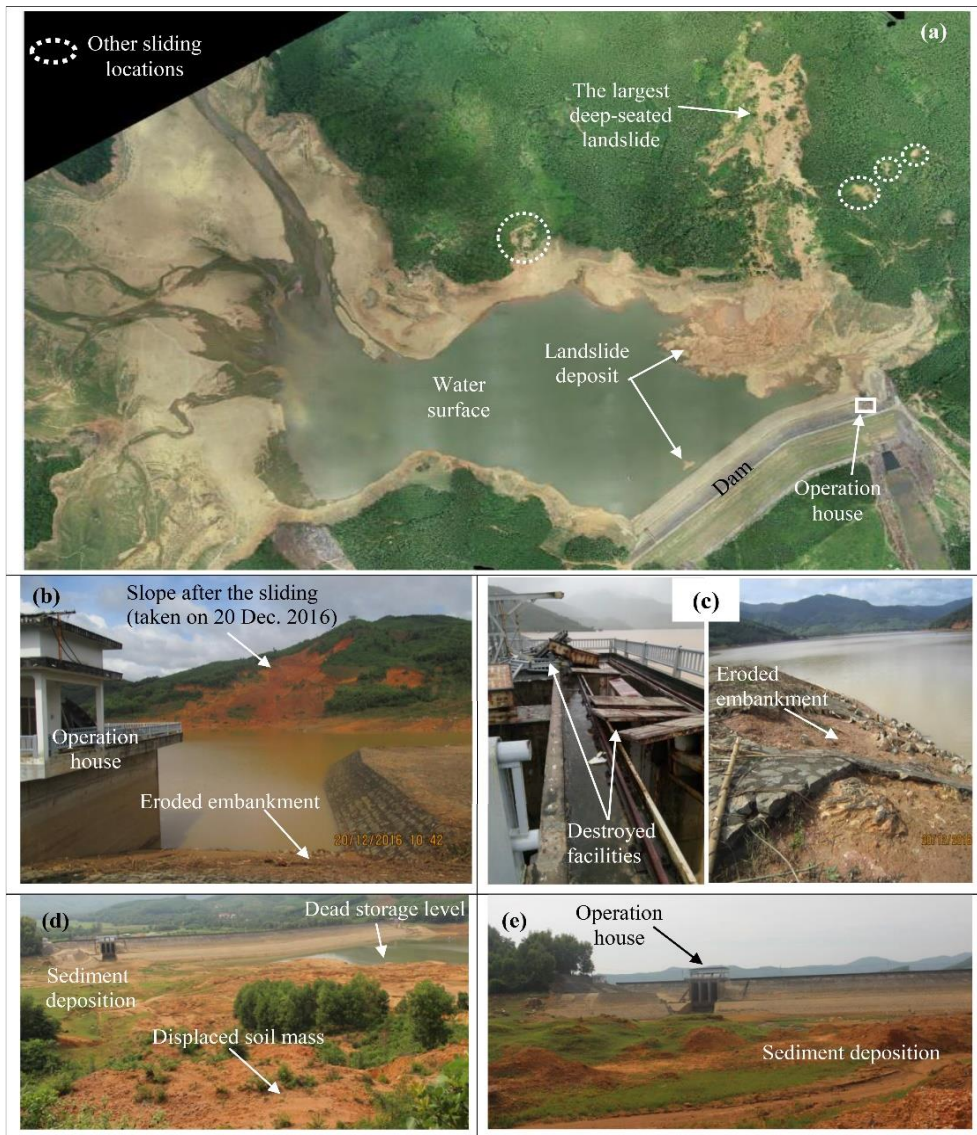 (a)
Other sliding
locations
The largest
deep-seated
landslide
Landslide
deposit
Water
surface
Dam
Operation
house
(b)
Slope after the sliding
(taken on 20 Dec. 2016)
Operation
house
Eroded embankment
20/12/2016 10:42
(c)
Destroyed
facilities
Eroded
embankment
(d)
Dead storage level
Sediment
deposition
Displaced soil mass
(e)
Operation
house
Sediment deposition